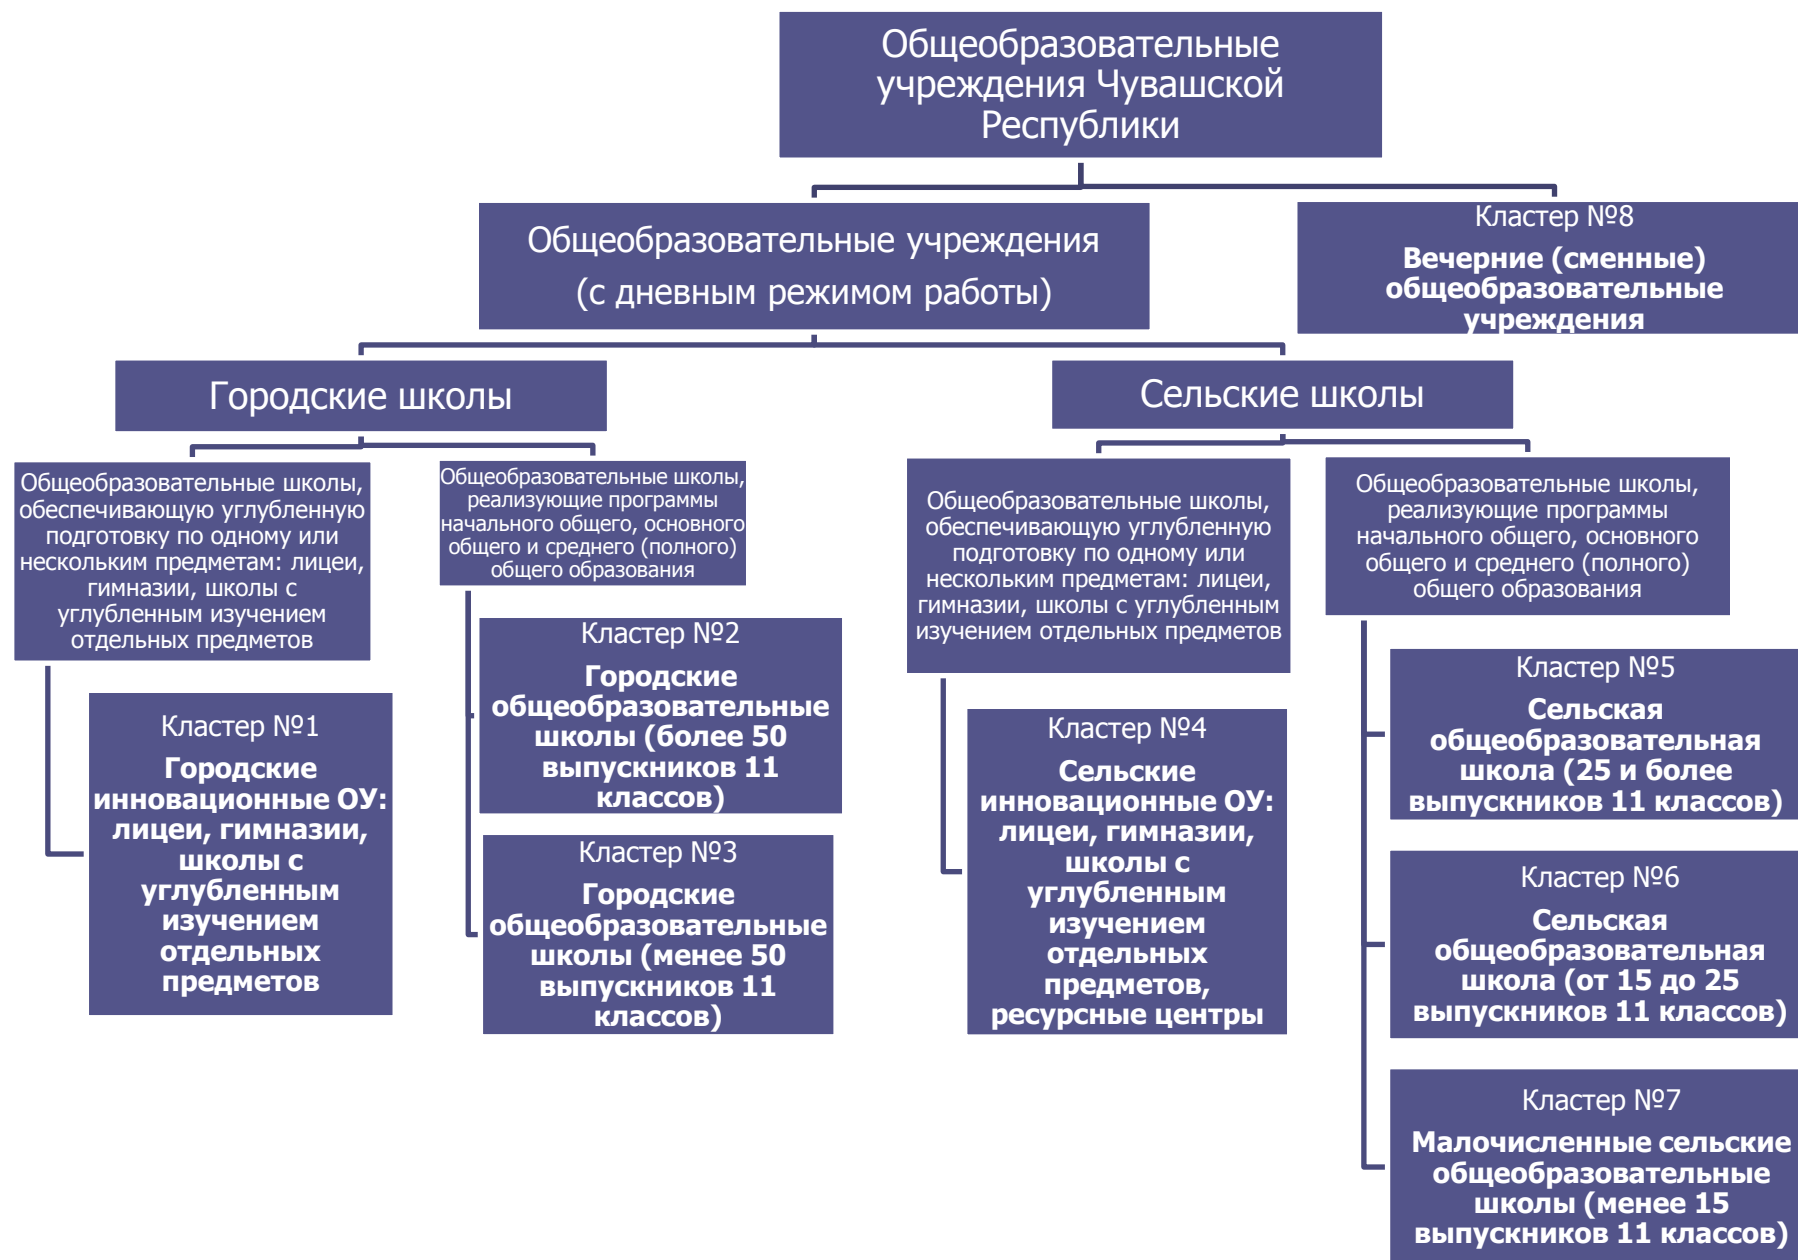 Общеобразовательные
учреждения Чувашской
Республики
Общеобразовательные учреждения
(с дневным режимом работы)
Кластер №8
Вечерние (сменные)
общеобразовательные
учреждения
Городские школы
Сельские школы
Общеобразовательные школы,
обеспечивающую углубленную
подготовку по одному или
нескольким предметам: лицеи,
гимназии, школы с
углубленным изучением
отдельных предметов
Общеобразовательные школы,
реализующие программы
начального общего, основного
общего и среднего (полного)
общего образования
Общеобразовательные школы,
обеспечивающую углубленную
подготовку по одному или
нескольким предметам: лицеи,
гимназии, школы с углубленным
изучением отдельных предметов
Общеобразовательные школы,
реализующие программы
начального общего, основного
общего и среднего (полного)
общего образования
Кластер №1
Городские
инновационные ОУ:
лицеи, гимназии,
школы с
углубленным
изучением
отдельных
предметов
Кластер №2
Городские
общеобразовательные
школы (более 50
выпускников 11
классов)
Кластер №3
Городские
общеобразовательные
школы (менее 50
выпускников 11
классов)
Кластер №4
Сельские
инновационные ОУ:
лицеи, гимназии,
школы с
углубленным
изучением
отдельных
предметов,
ресурсные центры
Кластер №5
Сельская
общеобразовательная
школа (25 и более
выпускников 11 классов)
Кластер №6
Сельская
общеобразовательная
школа (от 15 до 25
выпускников 11 классов)
Кластер №7
Малочисленные сельские
общеобразовательные
школы (менее 15
выпускников 11 классов)